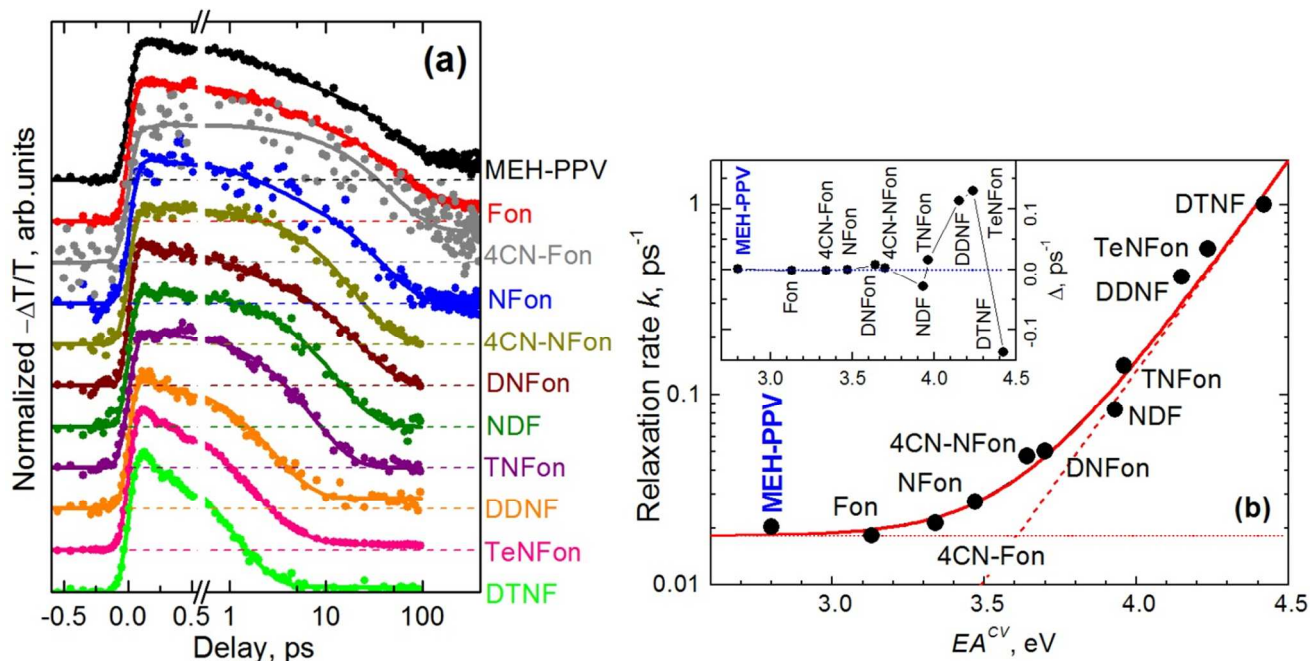 (a)
Normalized −ΔT/T, arb.units
MEH-PPV
Fon
4CN-Fon
NFon
4CN-NFon
DNFon
NDF
TNFon
DDNF
TeNFon
DTNF
-0.5 0.0 0.5 1 10 100
Delay, ps
Relaxation rate k, ps⁻¹
1
0.1
0.01
MEH-PPV
Fon
4CN-Fon
NFon
DNFon
4CN-NFon
NDF
TNFon
DDNF
TeNFon
DTNF
0.1
0.0
-0.1
Δ, ps⁻¹
3.0 3.5 4.0 4.5
DTNF
TeNFon
DDNF
TNFon
NDF
4CN-NFon
DNFon
NFon
Fon
4CN-Fon
MEH-PPV
(b)
3.0 3.5 4.0 4.5
EA^CV, eV